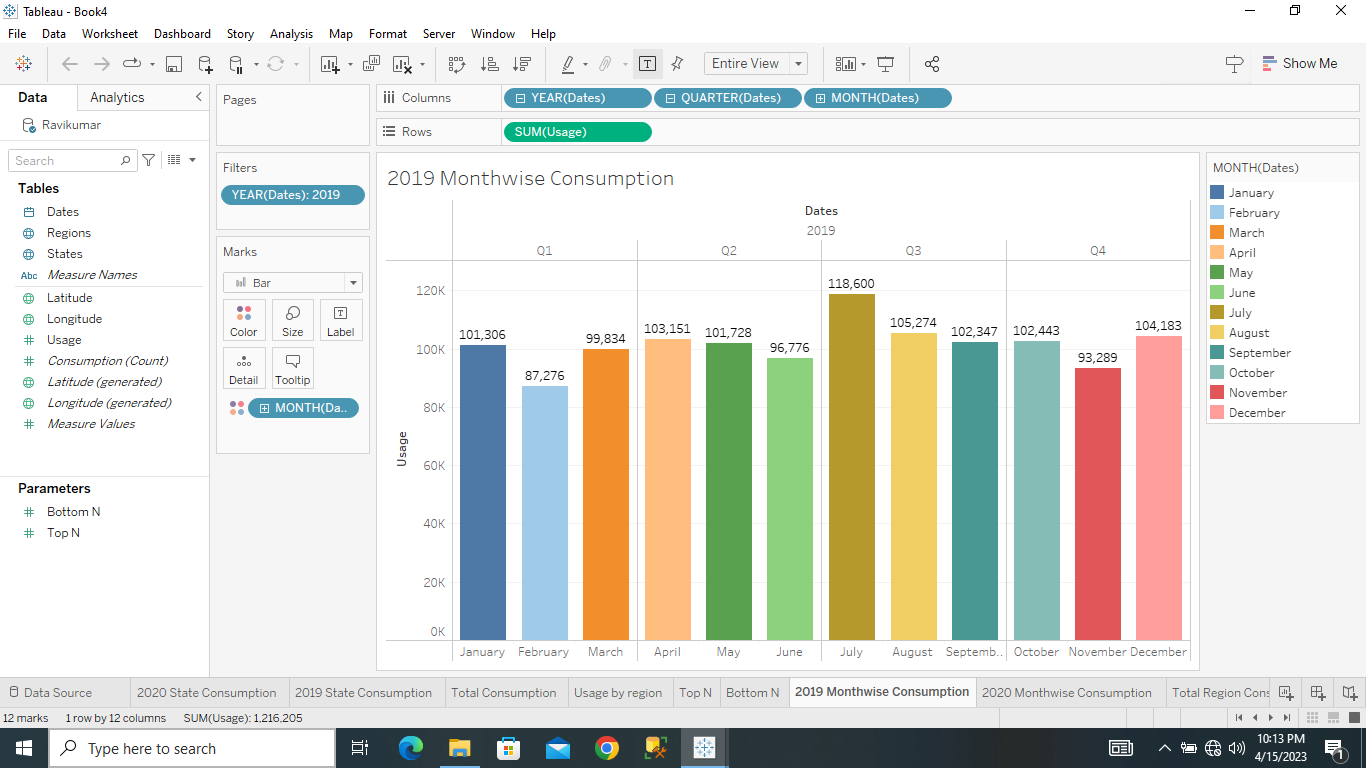 Tableau - Book4
File Data Worksheet Dashboard Story Analysis Map Format Server Window Help
Entire View
Show Me
Data Analytics
Ravikumar
Search
Tables
Dates
Regions
States
Abc Measure Names
Latitude
Longitude
Usage
Consumption (Count)
Latitude (generated)
Longitude (generated)
Measure Values
Parameters
Bottom N
Top N
Pages
Filters
YEAR(Dates): 2019
Marks
Bar
Color Size Label
Detail Tooltip
MONTH(Da..
Columns YEAR(Dates) QUARTER(Dates) MONTH(Dates)
Rows SUM(Usage)
2019 Monthwise Consumption
Dates
2019
Q1 Q2 Q3 Q4
Usage
120K
100K
80K
60K
40K
20K
0K
101,306 87,276 99,834 103,151 101,728 96,776 118,600 105,274 102,347 102,443 93,289 104,183
January February March April May June July August Septemb.. October November December
MONTH(Dates)
January
February
March
April
May
June
July
August
September
October
November
December
Data Source 2020 State Consumption 2019 State Consumption Total Consumption Usage by region Top N Bottom N 2019 Monthwise Consumption 2020 Monthwise Consumption Total Region Cons
12 marks 1 row by 12 columns SUM(Usage): 1,216,205
Type here to search
10:13 PM
4/15/2023
1